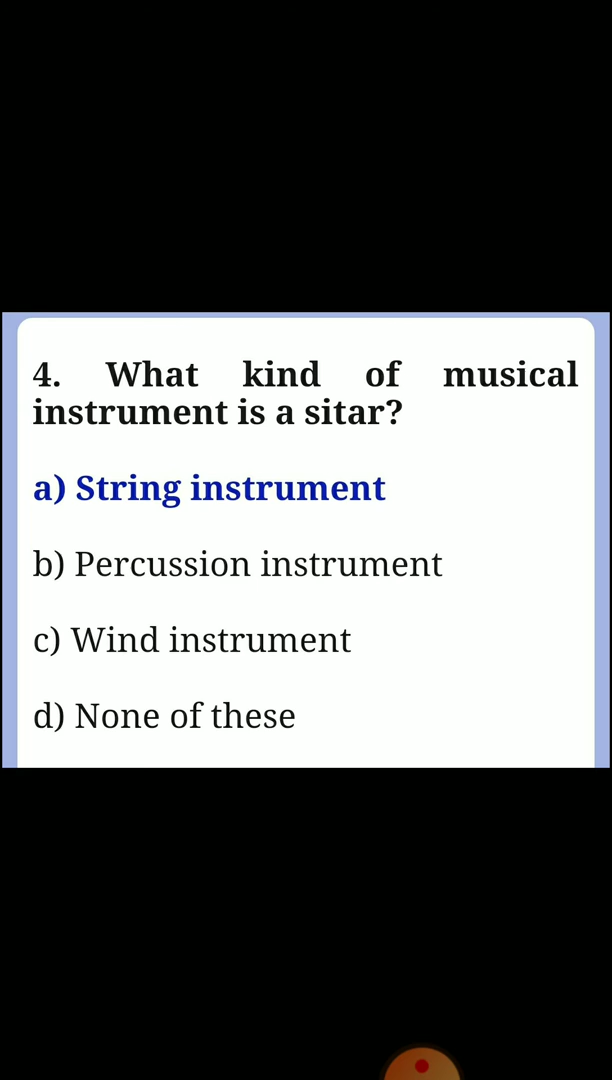 4. What kind of musical
instrument is a sitar?
a) String instrument
b) Percussion instrument
c) Wind instrument
d) None of these